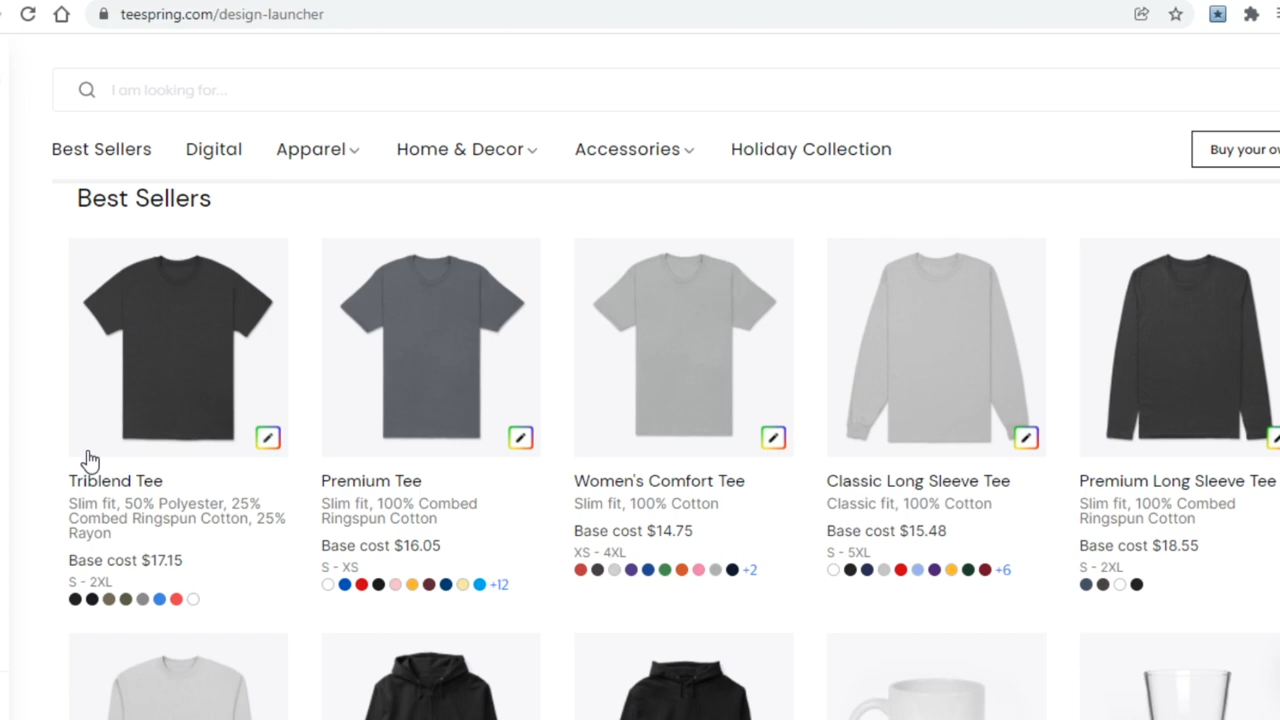 teespring.com/design-launcher
I am looking for...
Best Sellers Digital Apparel Home & Decor Accessories Holiday Collection
Buy your ow
Best Sellers
Triblend Tee
Slim fit, 50% Polyester, 25%
Combed Ringspun Cotton, 25%
Rayon
Base cost $17.15
S - 2XL
Premium Tee
Slim fit, 100% Combed
Ringspun Cotton
Base cost $16.05
S - XS
+12
Women's Comfort Tee
Slim fit, 100% Cotton
Base cost $14.75
XS - 4XL
+2
Classic Long Sleeve Tee
Classic fit, 100% Cotton
Base cost $15.48
S - 5XL
+6
Premium Long Sleeve Tee
Slim fit, 100% Combed
Ringspun Cotton
Base cost $18.55
S - 2XL